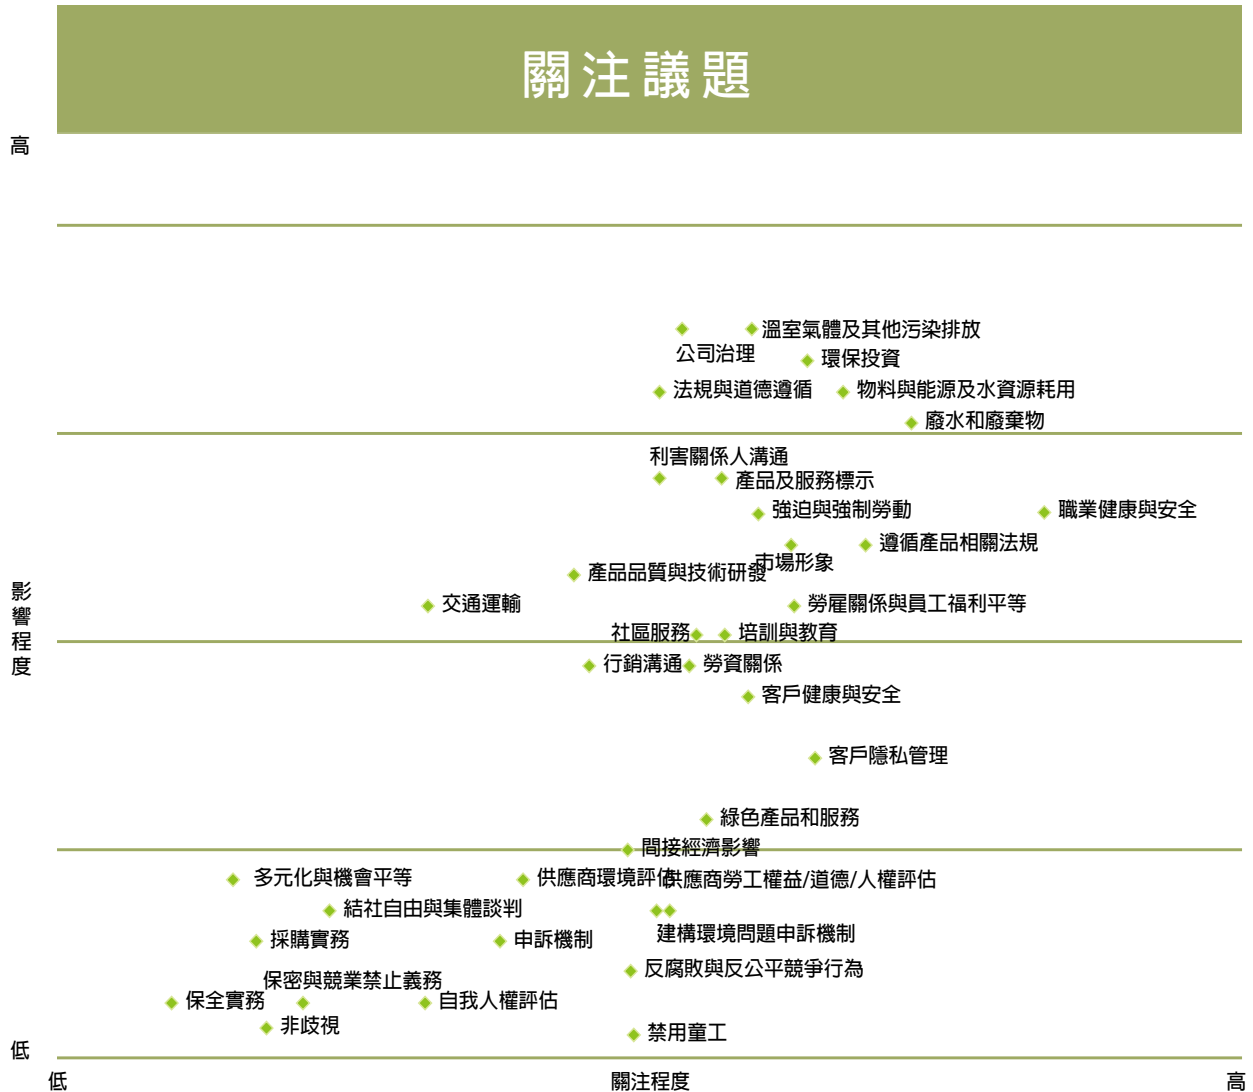 關注議題
高
溫室氣體及其他污染排放
公司治理
環保投資
法規與道德遵循
物料與能源及水資源耗用
廢水和廢棄物
利害關係人溝通
產品及服務標示
強迫與強制勞動
職業健康與安全
遵循產品相關法規
市場形象
產品品質與技術研發
影響程度
交通運輸
勞雇關係與員工福利平等
社區服務
培訓與教育
行銷溝通
勞資關係
客戶健康與安全
客戶隱私管理
綠色產品和服務
間接經濟影響
多元化與機會平等
供應商環境評估
供應商勞工權益/道德/人權評估
結社自由與集體談判
建構環境問題申訴機制
採購實務
申訴機制
反腐敗與反公平競爭行為
保密與競業禁止義務
保全實務
自我人權評估
非歧視
禁用童工
低
低
關注程度
高